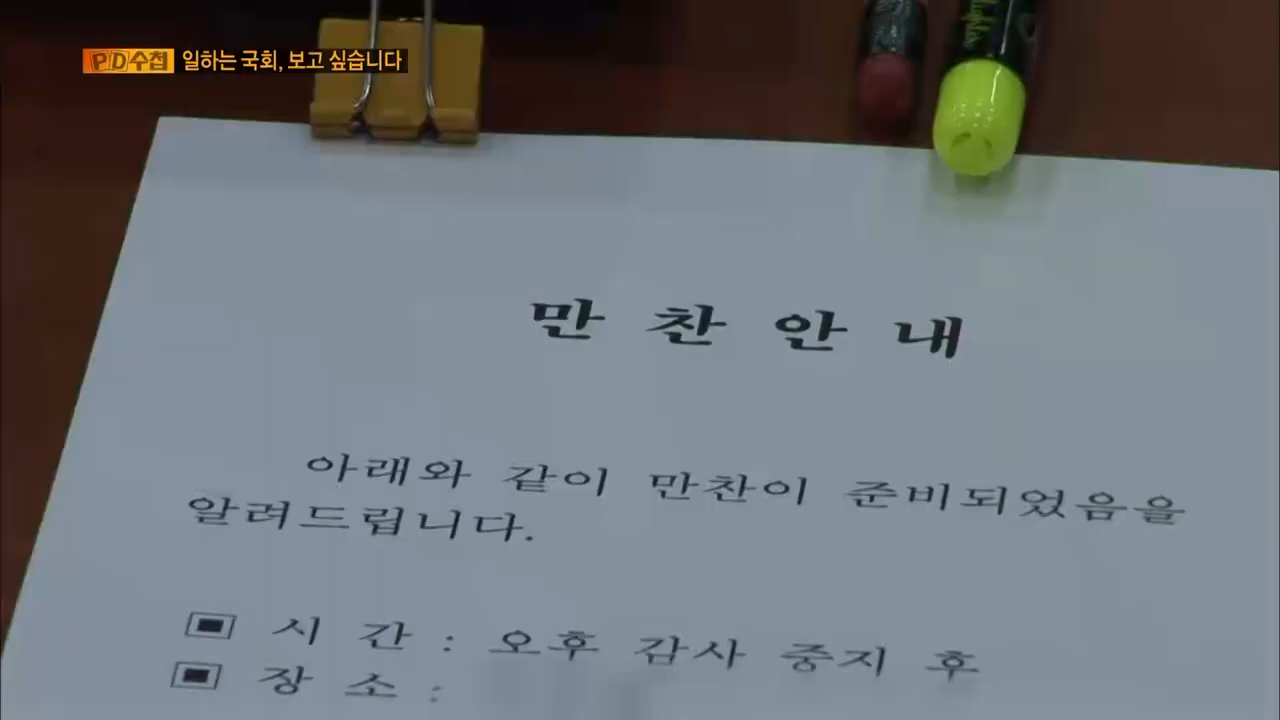 PD수첩 일하는 국회, 보고 싶습니다
만 찬 안 내
아래와 같이 만찬이 준비되었음을
알려드립니다.
▣ 시 간 : 오후 감사 중지 후
▣ 장 소 :